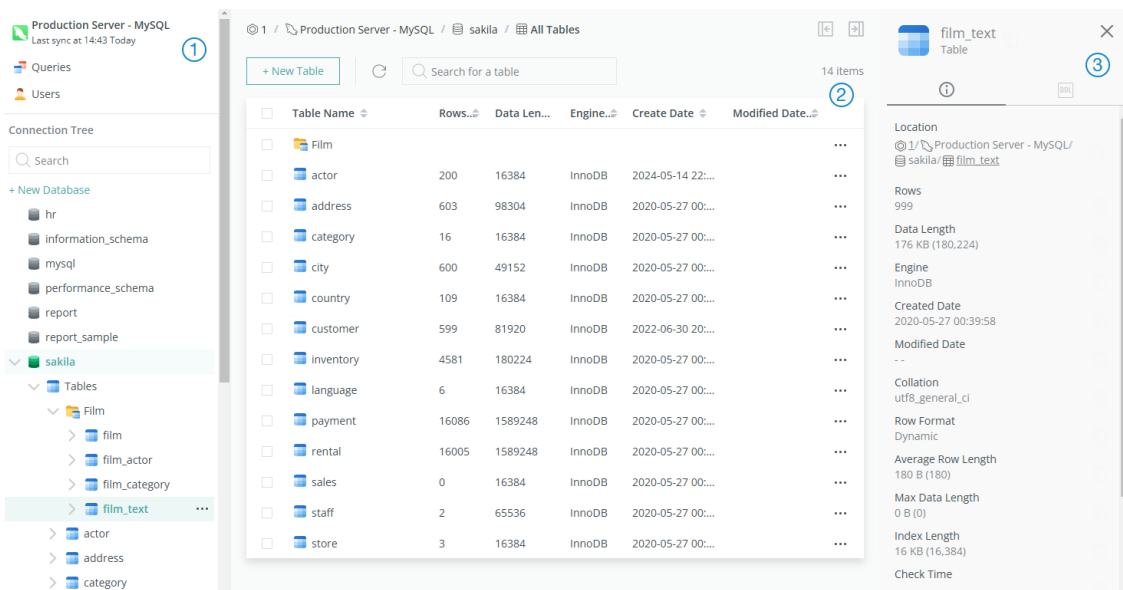 Production Server - MySQL
Last sync at 14:43 Today
1
Queries
Users
Connection Tree
Search
+ New Database
hr
information_schema
mysql
performance_schema
report
report_sample
sakila
Tables
Film
film
film_actor
film_category
film_text
actor
address
category
1 / Production Server - MySQL / sakila / All Tables
+ New Table
Search for a table
14 items
2
Table Name Rows.. Data Len... Engine.. Create Date Modified Date..
Film
actor 200 16384 InnoDB 2024-05-14 22:...
address 603 98304 InnoDB 2020-05-27 00:...
category 16 16384 InnoDB 2020-05-27 00:...
city 600 49152 InnoDB 2020-05-27 00:...
country 109 16384 InnoDB 2020-05-27 00:...
customer 599 81920 InnoDB 2022-06-30 20:...
inventory 4581 180224 InnoDB 2020-05-27 00:...
language 6 16384 InnoDB 2020-05-27 00:...
payment 16086 1589248 InnoDB 2020-05-27 00:...
rental 16005 1589248 InnoDB 2020-05-27 00:...
sales 0 16384 InnoDB 2020-05-27 00:...
staff 2 65536 InnoDB 2020-05-27 00:...
store 3 16384 InnoDB 2020-05-27 00:...
film_text
Table
3
DDL
Location
1/ Production Server - MySQL/
sakila/ film_text
Rows
999
Data Length
176 KB (180,224)
Engine
InnoDB
Created Date
2020-05-27 00:39:58
Modified Date
- -
Collation
utf8_general_ci
Row Format
Dynamic
Average Row Length
180 B (180)
Max Data Length
0 B (0)
Index Length
16 KB (16,384)
Check Time